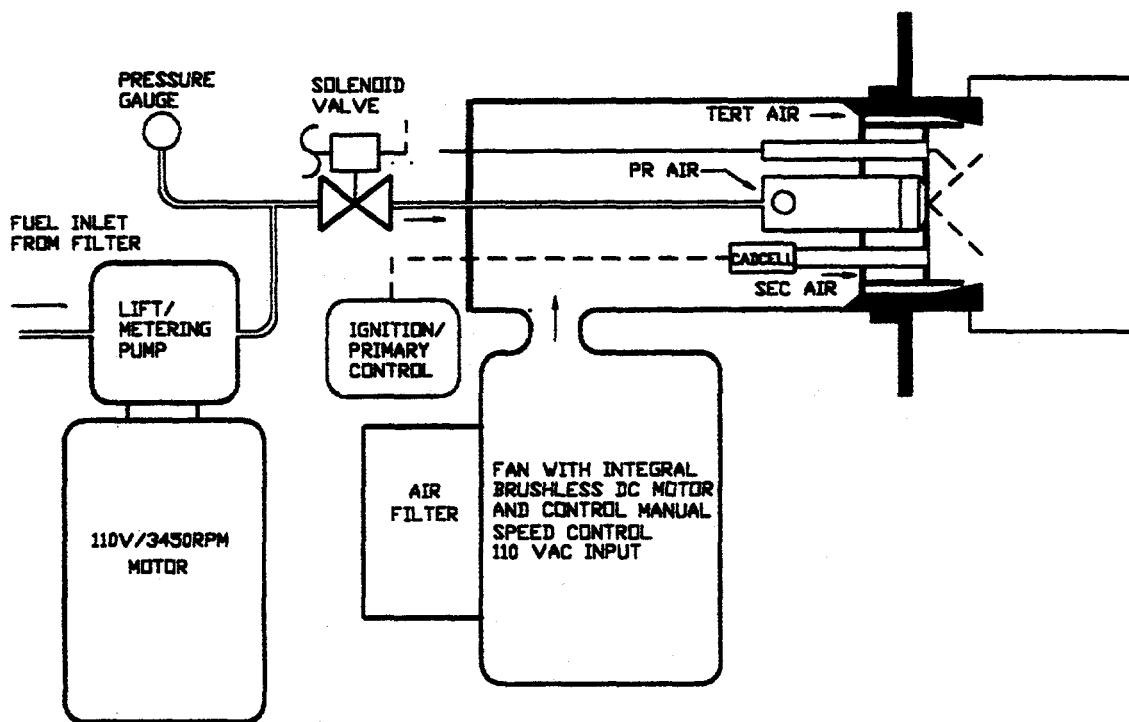 PRESSURE
GAUGE
SOLENOID
VALVE
TERT AIR
PR AIR
FUEL INLET
FROM FILTER
CADCELL
SEC AIR
LIFT/
METERING
PUMP
IGNITION/
PRIMARY
CONTROL
AIR
FILTER
FAN WITH INTEGRAL
BRUSHLESS DC MOTOR
AND CONTROL MANUAL
SPEED CONTROL
110 VAC INPUT
110V/3450RPM
MOTOR